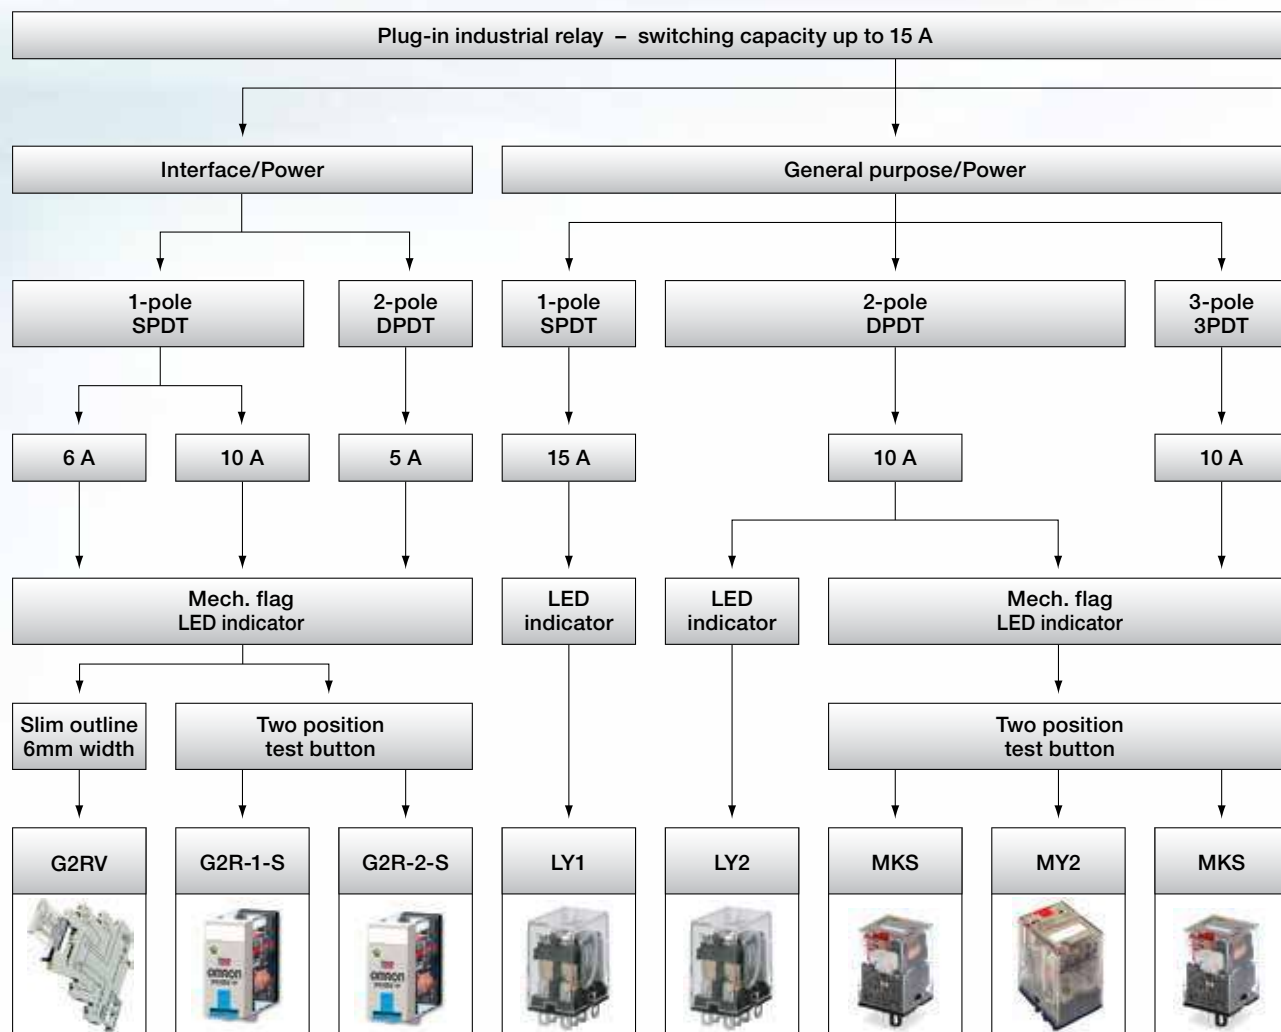 Plug-in industrial relay – switching capacity up to 15 A
Interface/Power
General purpose/Power
1-pole
SPDT
2-pole
DPDT
1-pole
SPDT
2-pole
DPDT
3-pole
3PDT
6 A
10 A
5 A
15 A
10 A
10 A
Mech. flag
LED indicator
LED
indicator
LED
indicator
Mech. flag
LED indicator
Slim outline
6mm width
Two position
test button
Two position
test button
G2RV
G2R-1-S
G2R-2-S
LY1
LY2
MKS
MY2
MKS
omron
omron